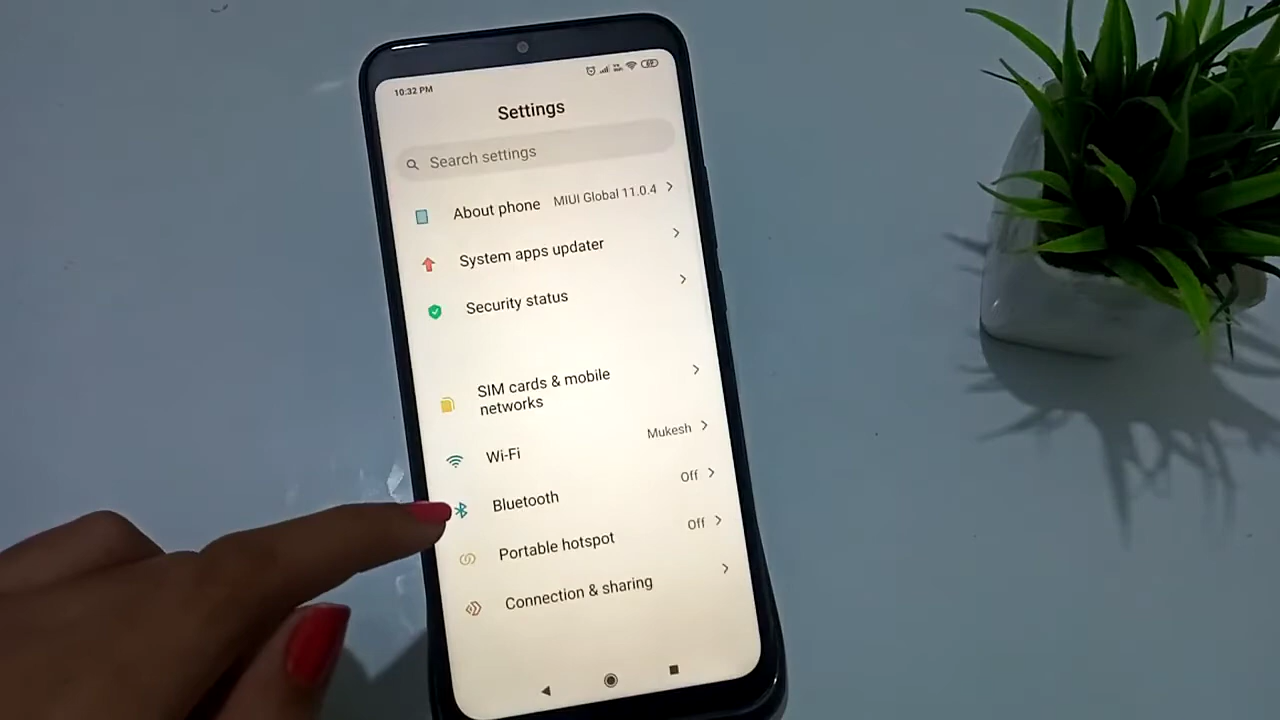 10:32 PM
Settings
Search settings
About phone MIUI Global 11.0.4
System apps updater
Security status
SIM cards & mobile
networks
Wi-Fi Mukesh
Bluetooth Off
Portable hotspot Off
Connection & sharing